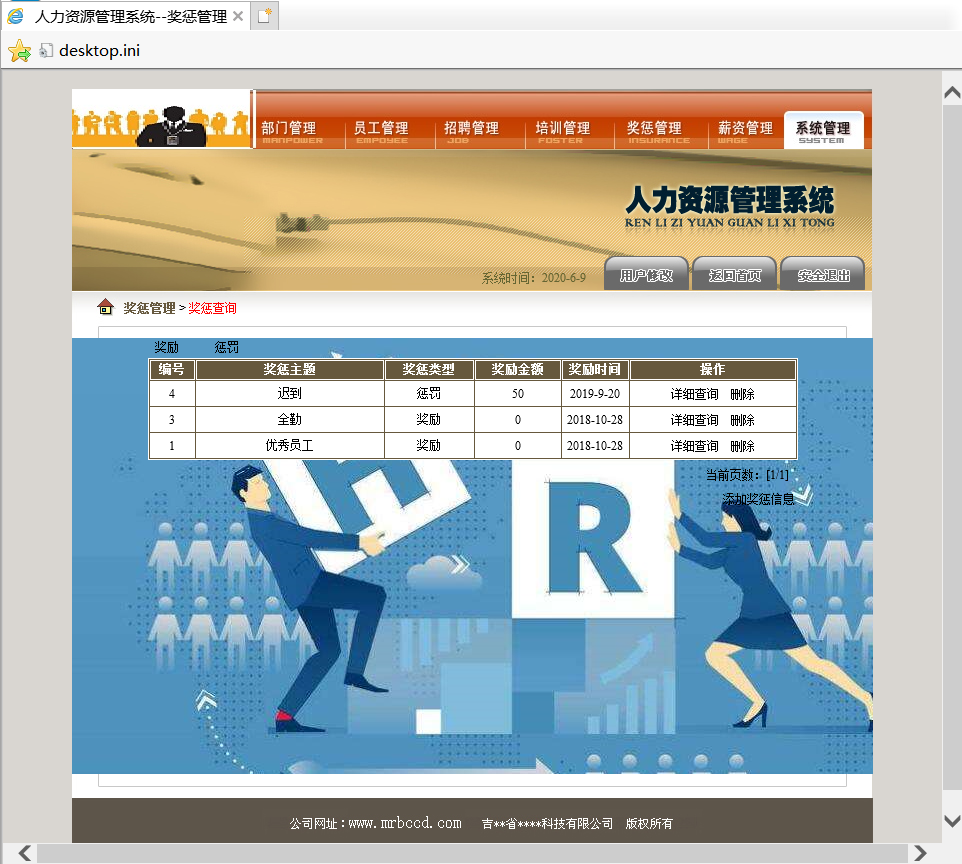 人力资源管理系统--奖惩管理
desktop.ini
部门管理 员工管理 招聘管理 培训管理 奖惩管理 薪资管理 系统管理
MANPOWER EMPOYEE JOB POSTER INSURANCE WAGE SYSTEM
人力资源管理系统
REN LI ZI YUAN GUAN LI XI TONG
系统时间：2020-6-9 用户修改 返回首页 安全退出
奖惩管理 > 奖惩查询
奖励 惩罚
编号 奖惩主题 奖惩类型 奖励金额 奖励时间 操作
4 迟到 惩罚 50 2019-9-20 详细查询 删除
3 全勤 奖励 0 2018-10-28 详细查询 删除
1 优秀员工 奖励 0 2018-10-28 详细查询 删除
当前页数：[1/1]
添加奖惩信息
H
R
公司网址：www.mrbccd.com 吉**省****科技有限公司 版权所有